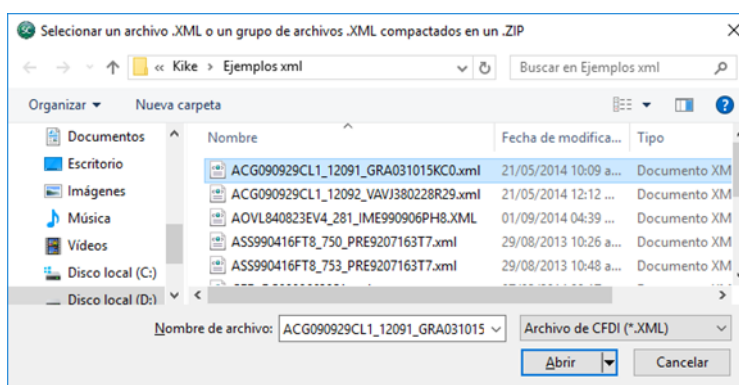 Selecionar un archivo .XML o un grupo de archivos .XML compactados en un .ZIP
« Kike > Ejemplos xml
Buscar en Ejemplos xml
Organizar
Nueva carpeta
Documentos
Escritorio
Imágenes
Música
Vídeos
Disco local (C:)
Disco local (D:)
Nombre Fecha de modifica... Tipo
ACG090929CL1_12091_GRA031015KC0.xml 21/05/2014 10:09 a... Documento XM
ACG090929CL1_12092_VAVJ380228R29.xml 21/05/2014 12:12 ... Documento XM
AOVL840823EV4_281_IME990906PH8.XML 01/09/2014 04:39 ... Documento XM
ASS990416FT8_750_PRE9207163T7.xml 29/08/2013 10:26 a... Documento XM
ASS990416FT8_753_PRE9207163T7.xml 29/08/2013 10:48 a... Documento XM
Nombre de archivo: ACG090929CL1_12091_GRA031015
Archivo de CFDI (*.XML)
Abrir
Cancelar